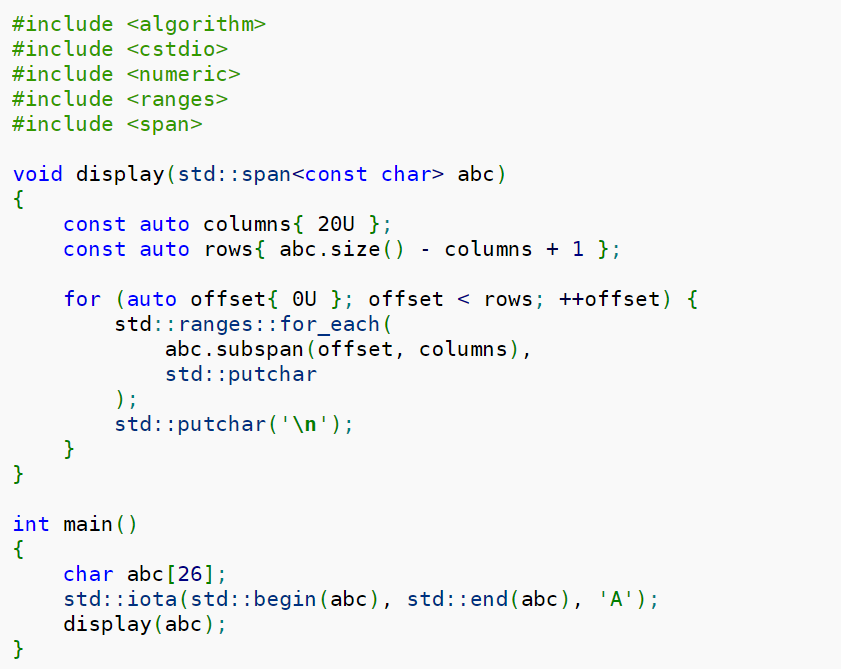 #include <algorithm>
#include <cstdio>
#include <numeric>
#include <ranges>
#include <span>

void display(std::span<const char> abc)
{
    const auto columns{ 20U };
    const auto rows{ abc.size() - columns + 1 };

    for (auto offset{ 0U }; offset < rows; ++offset) {
        std::ranges::for_each(
            abc.subspan(offset, columns),
            std::putchar
        );
        std::putchar('\n');
    }
}

int main()
{
    char abc[26];
    std::iota(std::begin(abc), std::end(abc), 'A');
    display(abc);
}